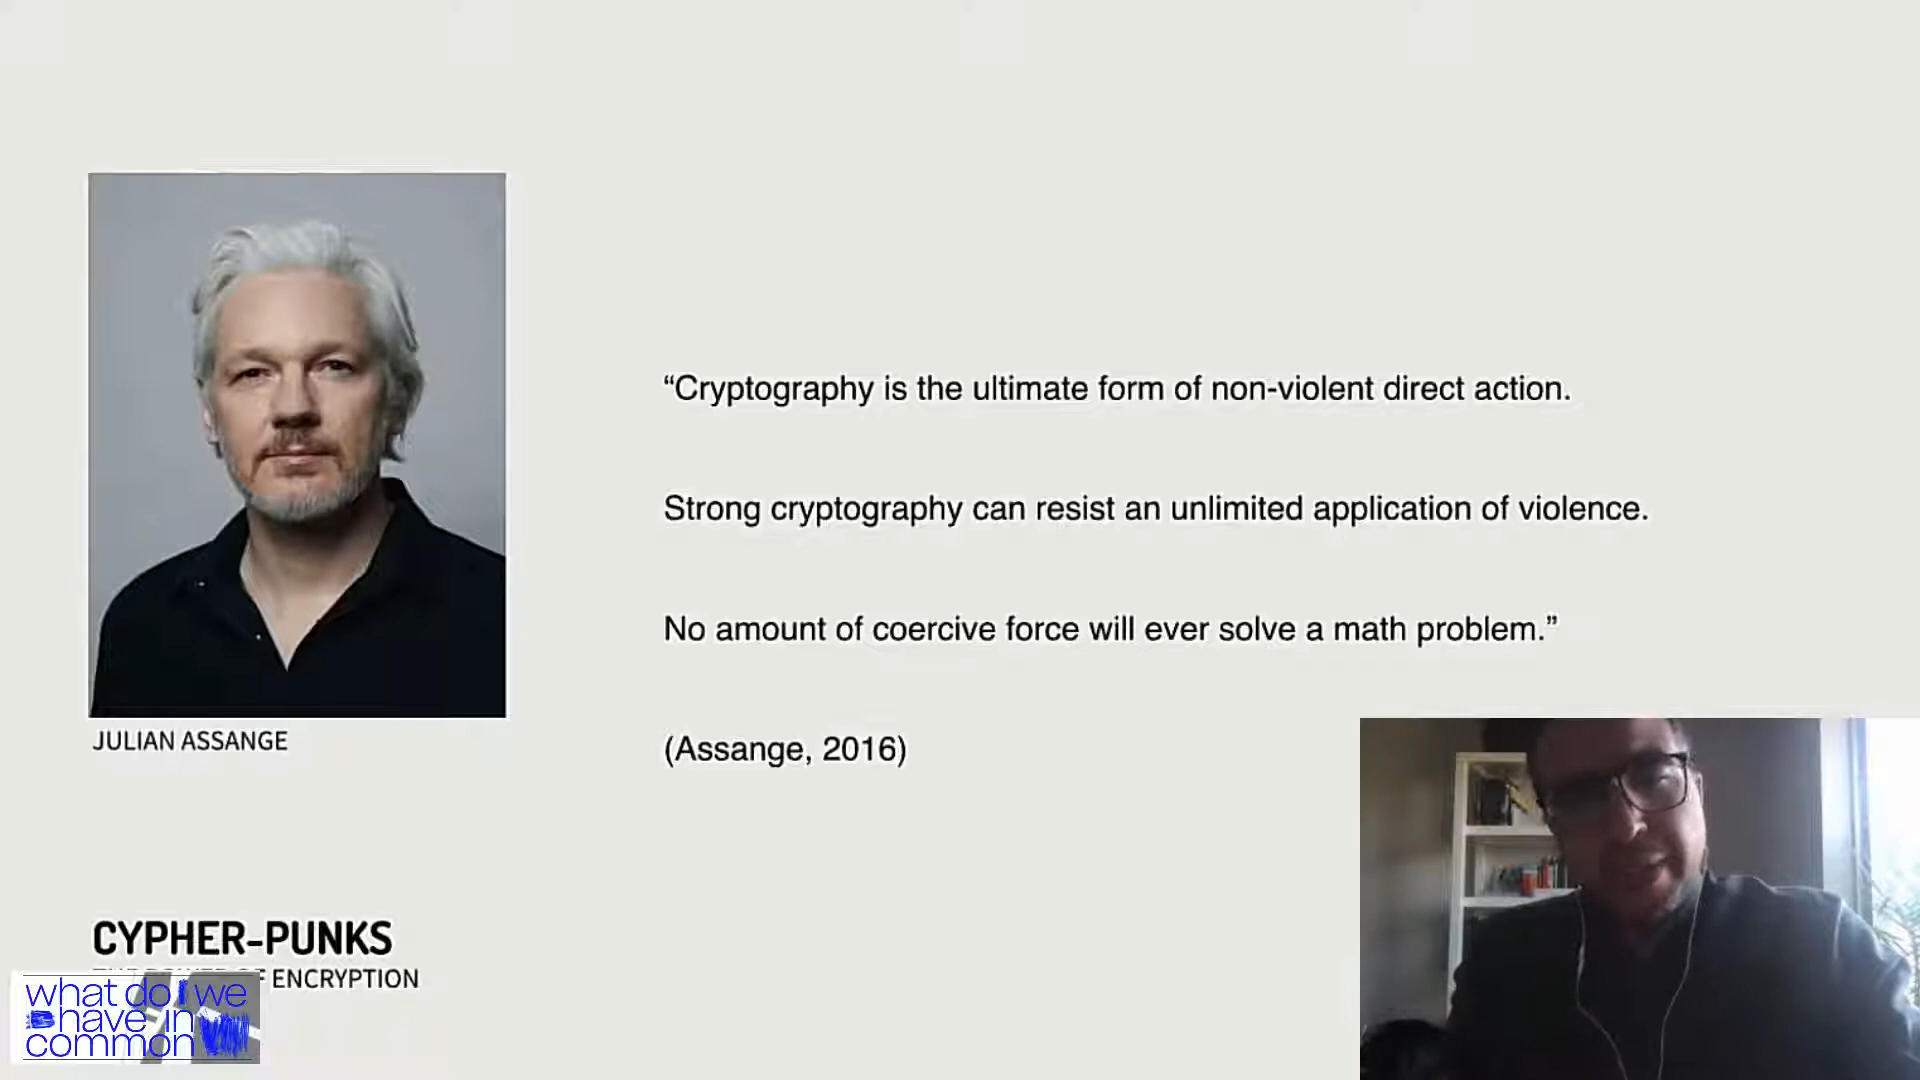 “Cryptography is the ultimate form of non-violent direct action.
Strong cryptography can resist an unlimited application of violence.
No amount of coercive force will ever solve a math problem.”
(Assange, 2016)
JULIAN ASSANGE
CYPHER-PUNKS
ENCRYPTION
what do I we
have in
common